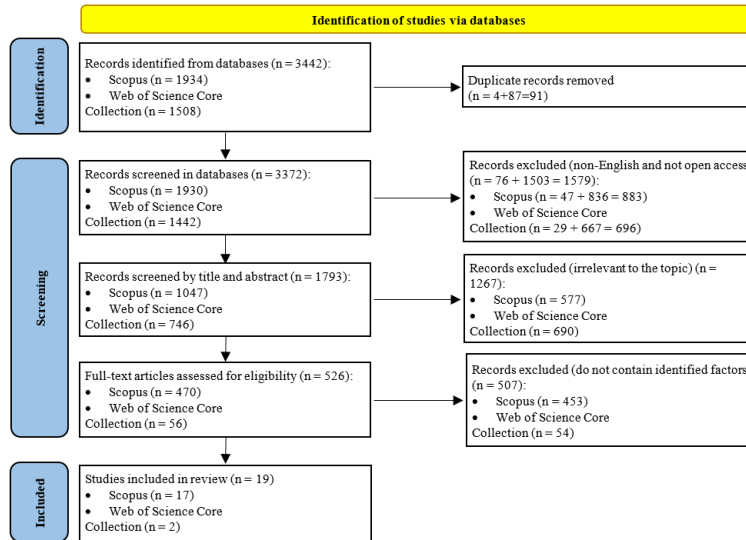 Identification of studies via databases
Identification
Records identified from databases (n = 3442):
• Scopus (n = 1934)
• Web of Science Core
Collection (n = 1508)
Duplicate records removed
(n = 4+87=91)
Screening
Records screened in databases (n = 3372):
• Scopus (n = 1930)
• Web of Science Core
Collection (n = 1442)
Records excluded (non-English and not open access
(n = 76 + 1503 = 1579):
• Scopus (n = 47 + 836 = 883)
• Web of Science Core
Collection (n = 29 + 667 = 696)
Records screened by title and abstract (n = 1793)
• Scopus (n = 1047)
• Web of Science Core
Collection (n = 746)
Records excluded (irrelevant to the topic) (n =
1267):
• Scopus (n = 577)
• Web of Science Core
Collection (n = 690)
Full-text articles assessed for eligibility (n = 526):
• Scopus (n = 470)
• Web of Science Core
Collection (n = 56)
Records excluded (do not contain identified factors
(n = 507):
• Scopus (n = 453)
• Web of Science Core
Collection (n = 54)
Included
Studies included in review (n = 19)
• Scopus (n = 17)
• Web of Science Core
Collection (n = 2)